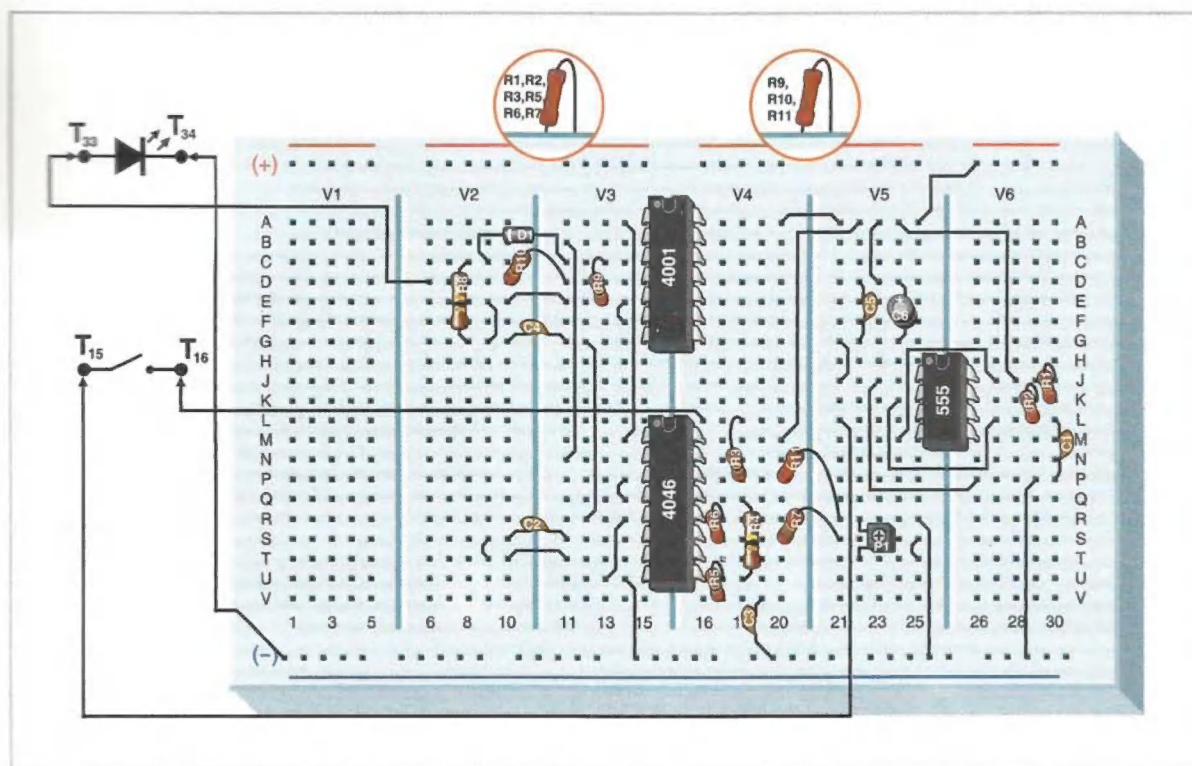 R1,R2,
R3,R5,
R6,R7
R9,
R10,
R11
T33
T34
(+)
V1
V2
V3
V4
V5
V6
A
B
C
D
E
F
G
H
J
K
L
M
N
P
Q
R
S
T
U
V
A
B
C
D
E
F
G
H
J
K
L
M
N
P
Q
R
S
T
U
V
D1
R10
R8
R9
4001
C5
C6
C4
T15
T16
555
R1
R2
C1
R3
R11
4046
C2
R6
R4
R7
P1
R5
C3
1 3 5 6 8 10 11 13 15 16 19 20 21 23 25 26 28 30
(-)